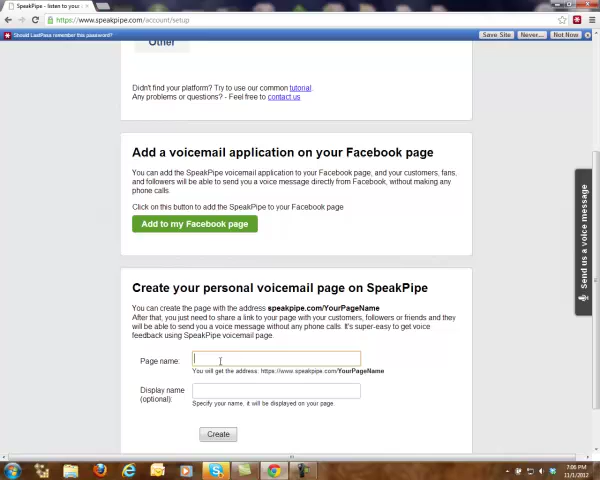 SpeakPipe - listen to your
https://www.speakpipe.com/account/setup
Should LastPass remember this password?
Save Site
Never...
Not Now
Other
Didn't find your platform? Try to use our common tutorial.
Any problems or questions? - Feel free to contact us.
Add a voicemail application on your Facebook page
You can add the SpeakPipe voicemail application to your Facebook page, and your customers, fans,
and followers will be able to send you a voice message directly from Facebook, without making any
phone calls.
Click on this button to add the SpeakPipe to your Facebook page
Add to my Facebook page
Send us a voice message
Create your personal voicemail page on SpeakPipe
You can create the page with the address speakpipe.com/YourPageName
After that, you just need to share a link to your page with your customers, followers or friends and they
will be able to send you a voice message without any phone calls. It's super-easy to get voice
feedback using SpeakPipe voicemail page.
Page name:
You will get the address: https://www.speakpipe.com/YourPageName
Display name
(optional):
Specify your name, it will be displayed on your page.
Create
7:06 PM
11/1/2012